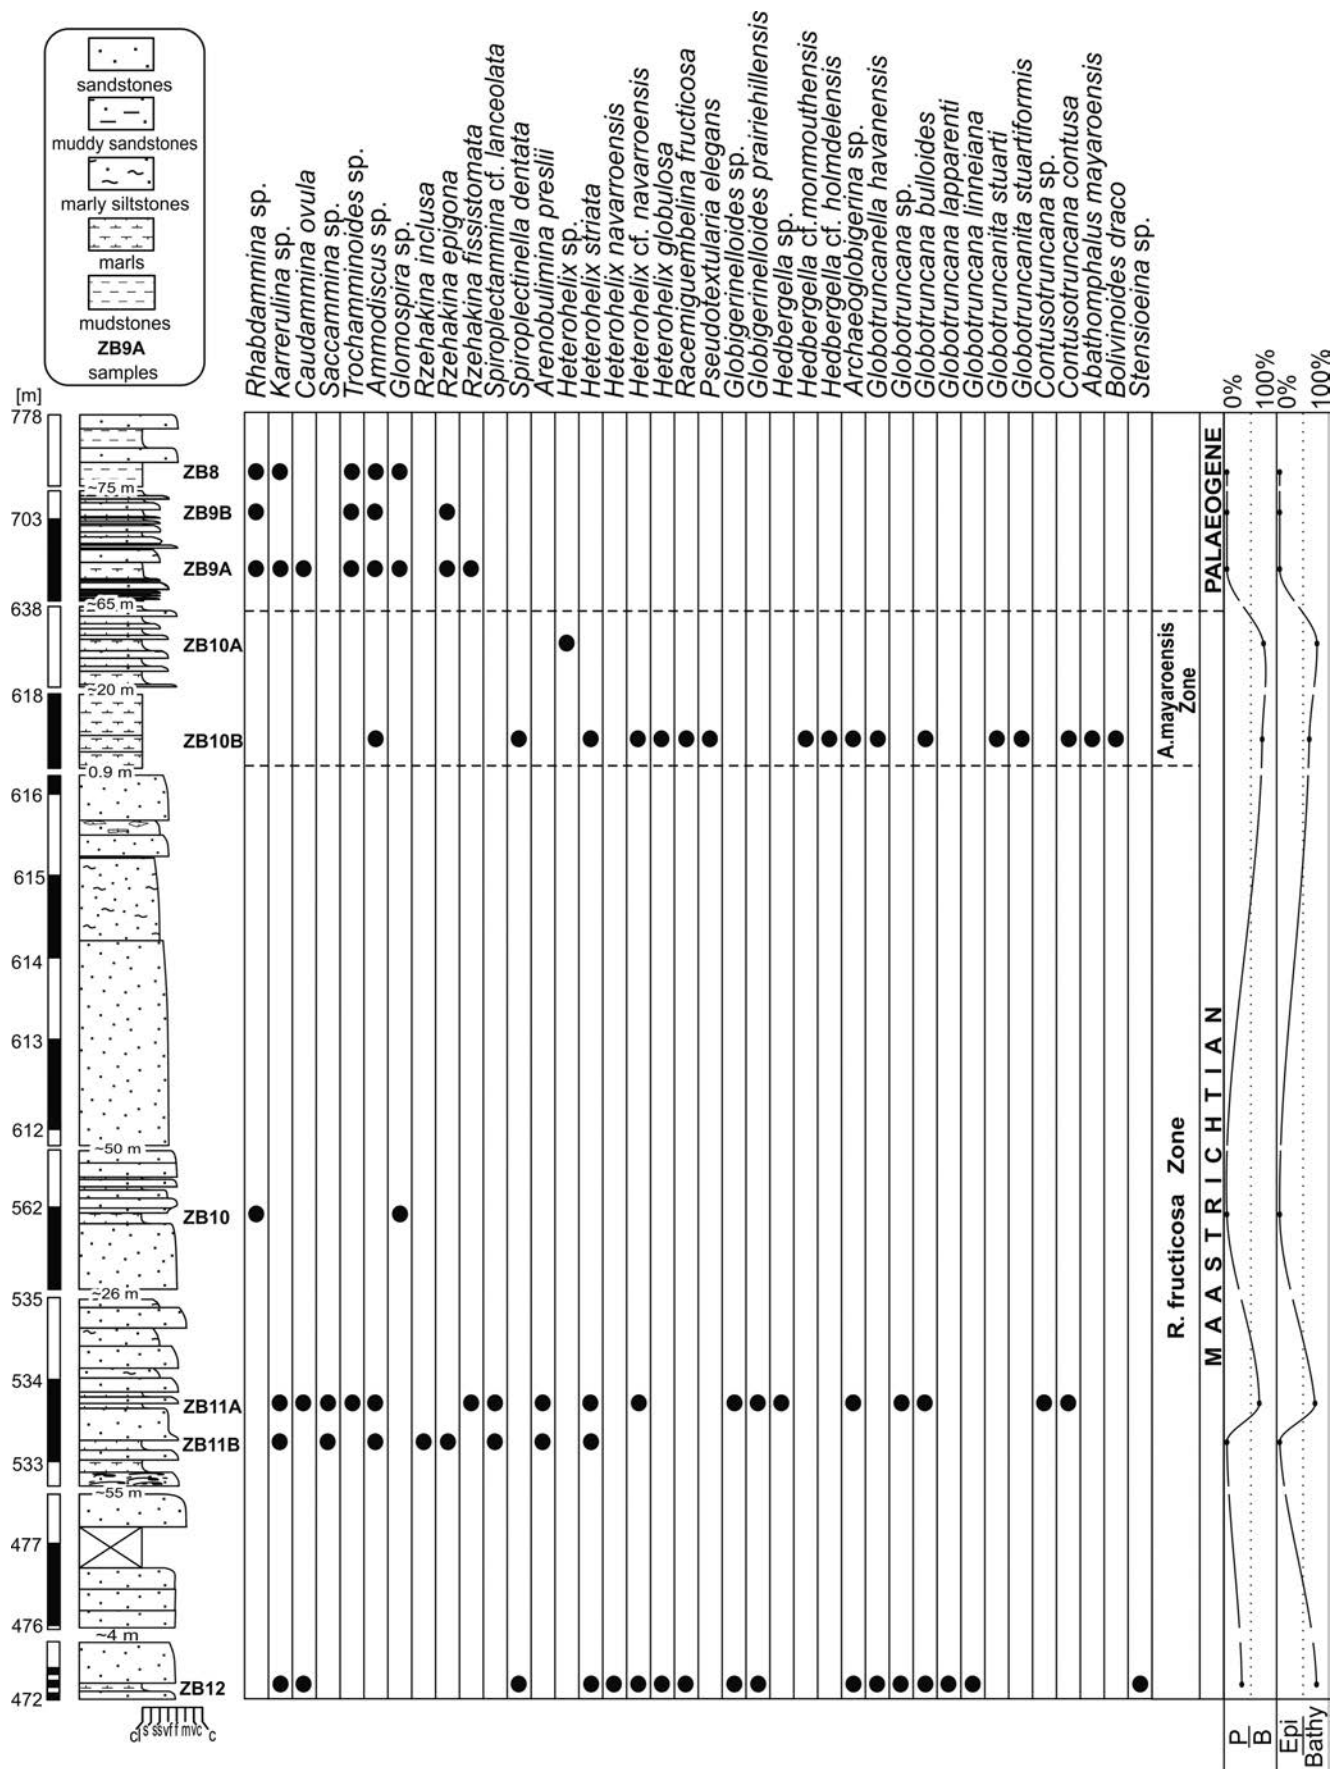 sandstones
muddy sandstones
marly siltstones
marls
mudstones
ZB9A
samples
Rhabdammina sp.
Karrerulina sp.
Caudammina ovula
Saccammina sp.
Trochamminoides sp.
Ammodiscus sp.
Glomospira sp.
Rzehakina inclusa
Rzehakina epigona
Rzehakina fissistomata
Spiroplectammina cf. lanceolata
Spiroplectinella dentata
Arenobulimina preslii
Heterohelix sp.
Heterohelix striata
Heterohelix navarroensis
Heterohelix cf. navarroensis
Heterohelix globulosa
Racemiguembelina fructicosa
Pseudotextularia elegans
Globigerinelloides sp.
Globigerinelloides prairiehillensis
Hedbergella sp.
Hedbergella cf.monmouthensis
Hedbergella cf. holmdelensis
Archaeoglobigerina sp.
Globotruncanella havanensis
Globotruncana sp.
Globotruncana bulloides
Globotruncana lapparenti
Globotruncana linneiana
Globotruncanita stuarti
Globotruncanita stuartiformis
Contusotruncana sp.
Contusotruncana contusa
Abathomphalus mayaroensis
Bolivinoides draco
Stensioeina sp.
0%
100%
0%
100%
[m]
778
ZB8
~75 m
703
ZB9B
ZB9A
PALAEOGENE
638
~65 m
ZB10A
A.mayaroensis
Zone
618
~20 m
ZB10B
0.9 m
616
615
614
613
612
~50 m
562
ZB10
R. fructicosa Zone
MAASTRICHTIAN
535
~26 m
534
ZB11A
ZB11B
533
~55 m
477
476
~4 m
ZB12
472
cl s ssvf f mvc c
P
B
Epi
Bathy